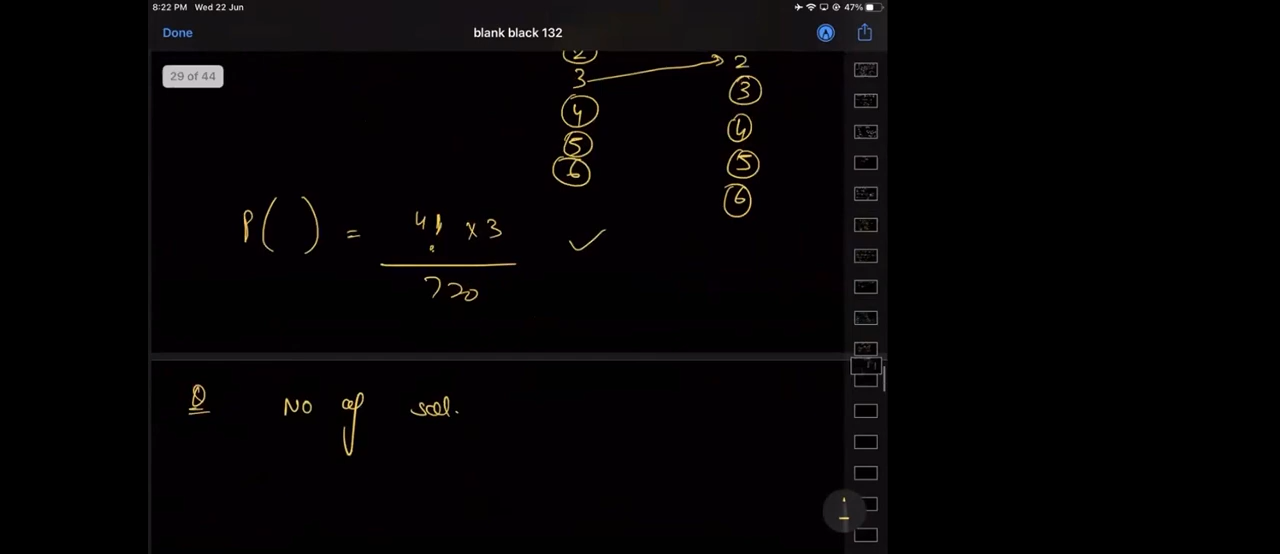 8:22 PM Wed 22 Jun 47%
Done blank black 132
29 of 44
2 2
3 3
4 4
5 5
6 6
P( ) = 4! × 3
720
Q No of sol.